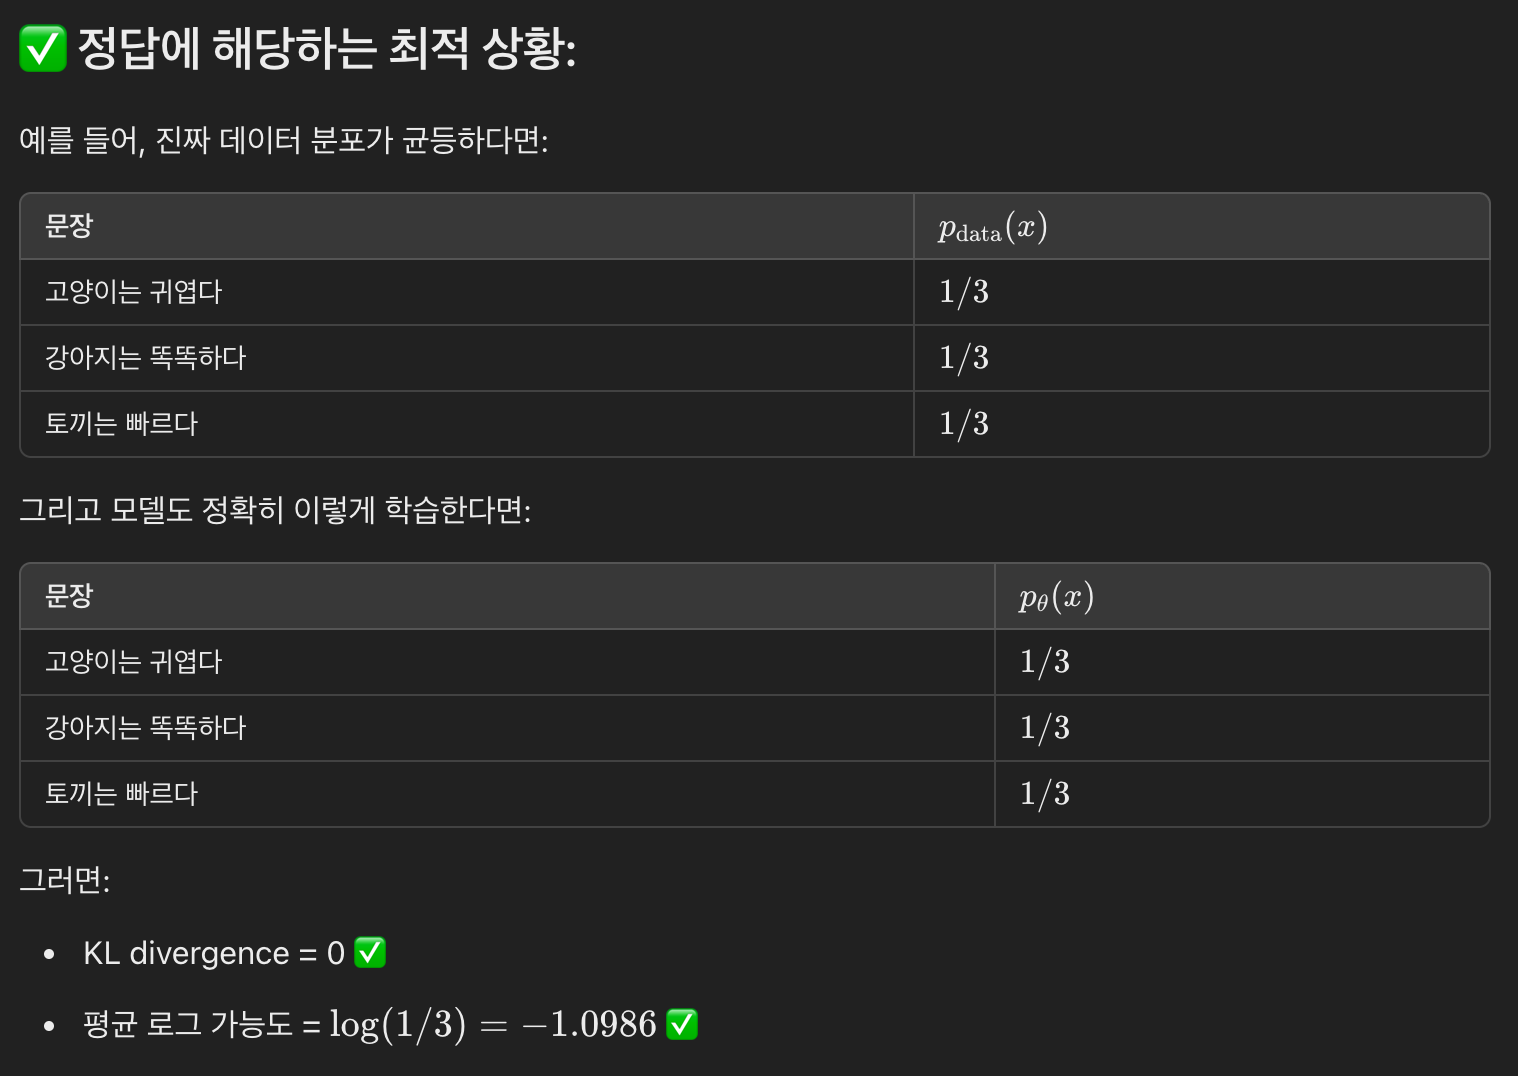 ✅ 정답에 해당하는 최적 상황:
예를 들어, 진짜 데이터 분포가 균등하다면:
문장 p_data(x)
고양이는 귀엽다 1/3
강아지는 똑똑하다 1/3
토끼는 빠르다 1/3
그리고 모델도 정확히 이렇게 학습한다면:
문장 p_θ(x)
고양이는 귀엽다 1/3
강아지는 똑똑하다 1/3
토끼는 빠르다 1/3
그러면:
• KL divergence = 0 ✅
• 평균 로그 가능도 = log(1/3) = −1.0986 ✅